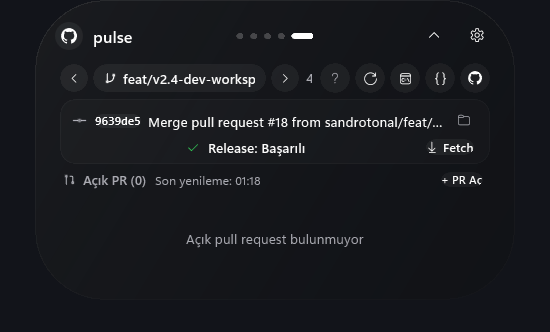 pulse
feat/v2.4-dev-worksp 4 ? {}
9639de5 Merge pull request #18 from sandrotonal/feat/...
Release: Başarılı Fetch
Açık PR (0) Son yenileme: 01:18 + PR Aç
Açık pull request bulunmuyor